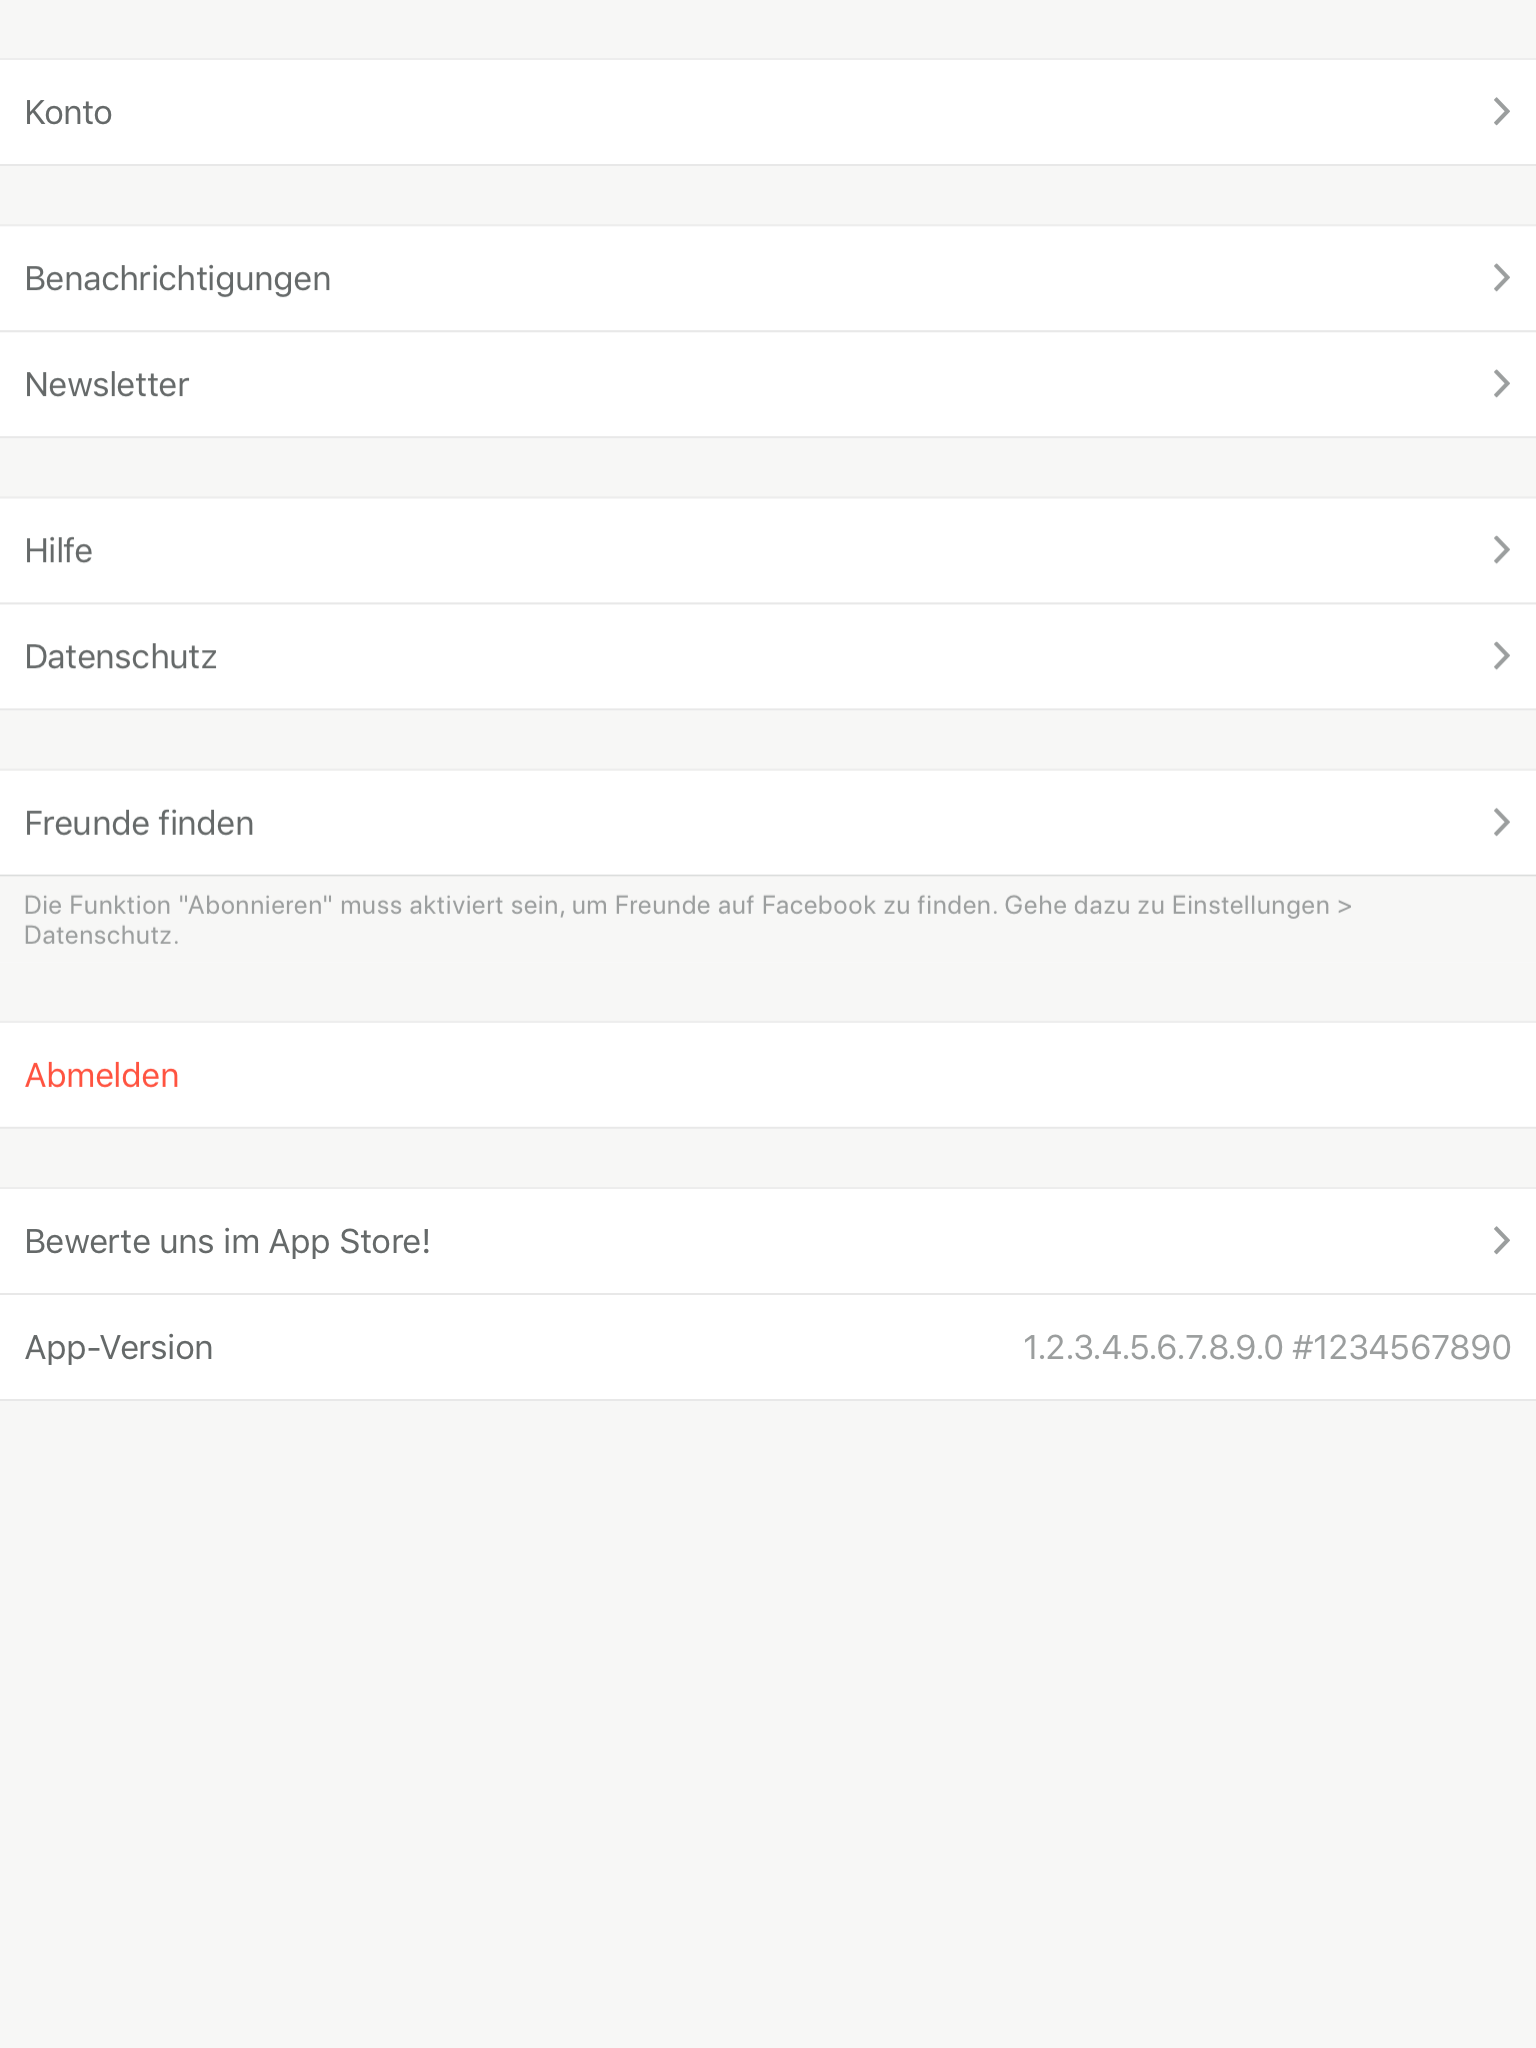 Konto
Benachrichtigungen
Newsletter
Hilfe
Datenschutz
Freunde finden
Die Funktion "Abonnieren" muss aktiviert sein, um Freunde auf Facebook zu finden. Gehe dazu zu Einstellungen >
Datenschutz.
Abmelden
Bewerte uns im App Store!
App-Version 1.2.3.4.5.6.7.8.9.0 #1234567890